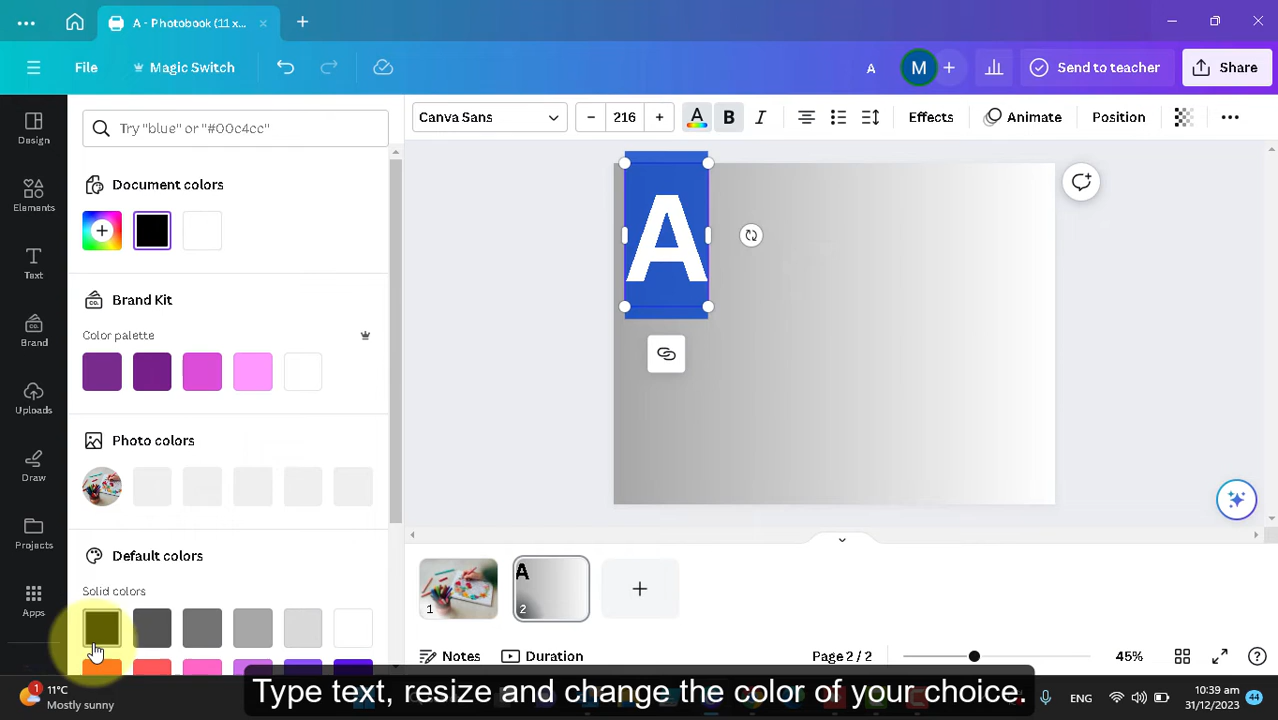 A - Photobook (11 x...
File
Magic Switch
A
M
Send to teacher
Share
Design
Elements
Text
Brand
Uploads
Draw
Projects
Apps
Try "blue" or "#00c4cc"
Document colors
Brand Kit
CO.
Color palette
Photo colors
Default colors
Solid colors
Canva Sans
216
A
B
I
Effects
Animate
Position
A
A
1
2
Notes
Duration
Page 2 / 2
45%
Type text, resize and change the color of your choice.
1
11°C
Mostly sunny
ENG
10:39 am
31/12/2023
44